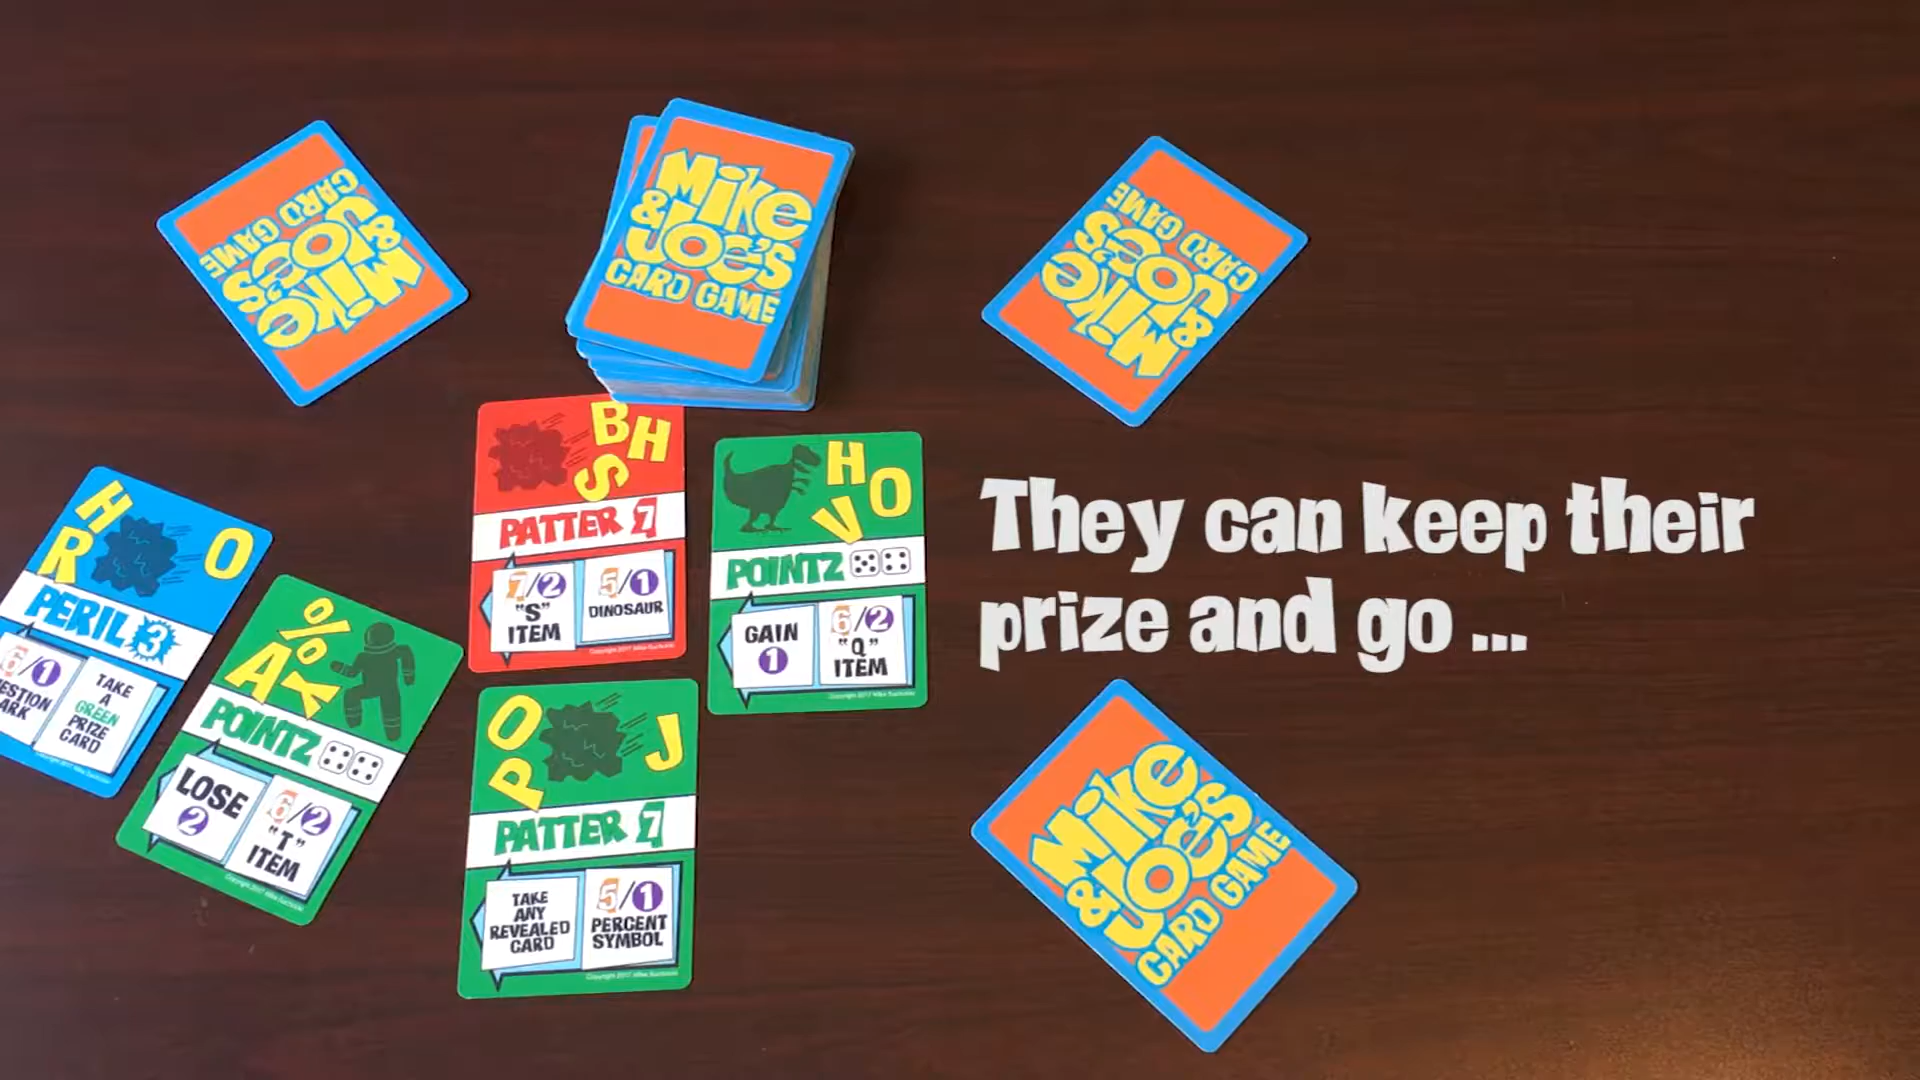 Mike
& Joe's
CARD GAME
Mike
& Joe's
CARD GAME
Mike
& Joe's
CARD GAME
B H
S
PATTER 7
7/2
"S"
ITEM
5/1
DINOSAUR
H O
V
POINTZ
GAIN
1
6/2
"Q"
ITEM
They can keep their
prize and go ...
H O
R
PERIL 3
6/1
TAKE
A
GREEN
PRIZE
CARD
%
A Y
POINTZ
LOSE
2
6/2
"T"
ITEM
O J
P
PATTER 7
TAKE
ANY
REVEALED
CARD
5/1
PERCENT
SYMBOL
Mike
& Joe's
CARD GAME